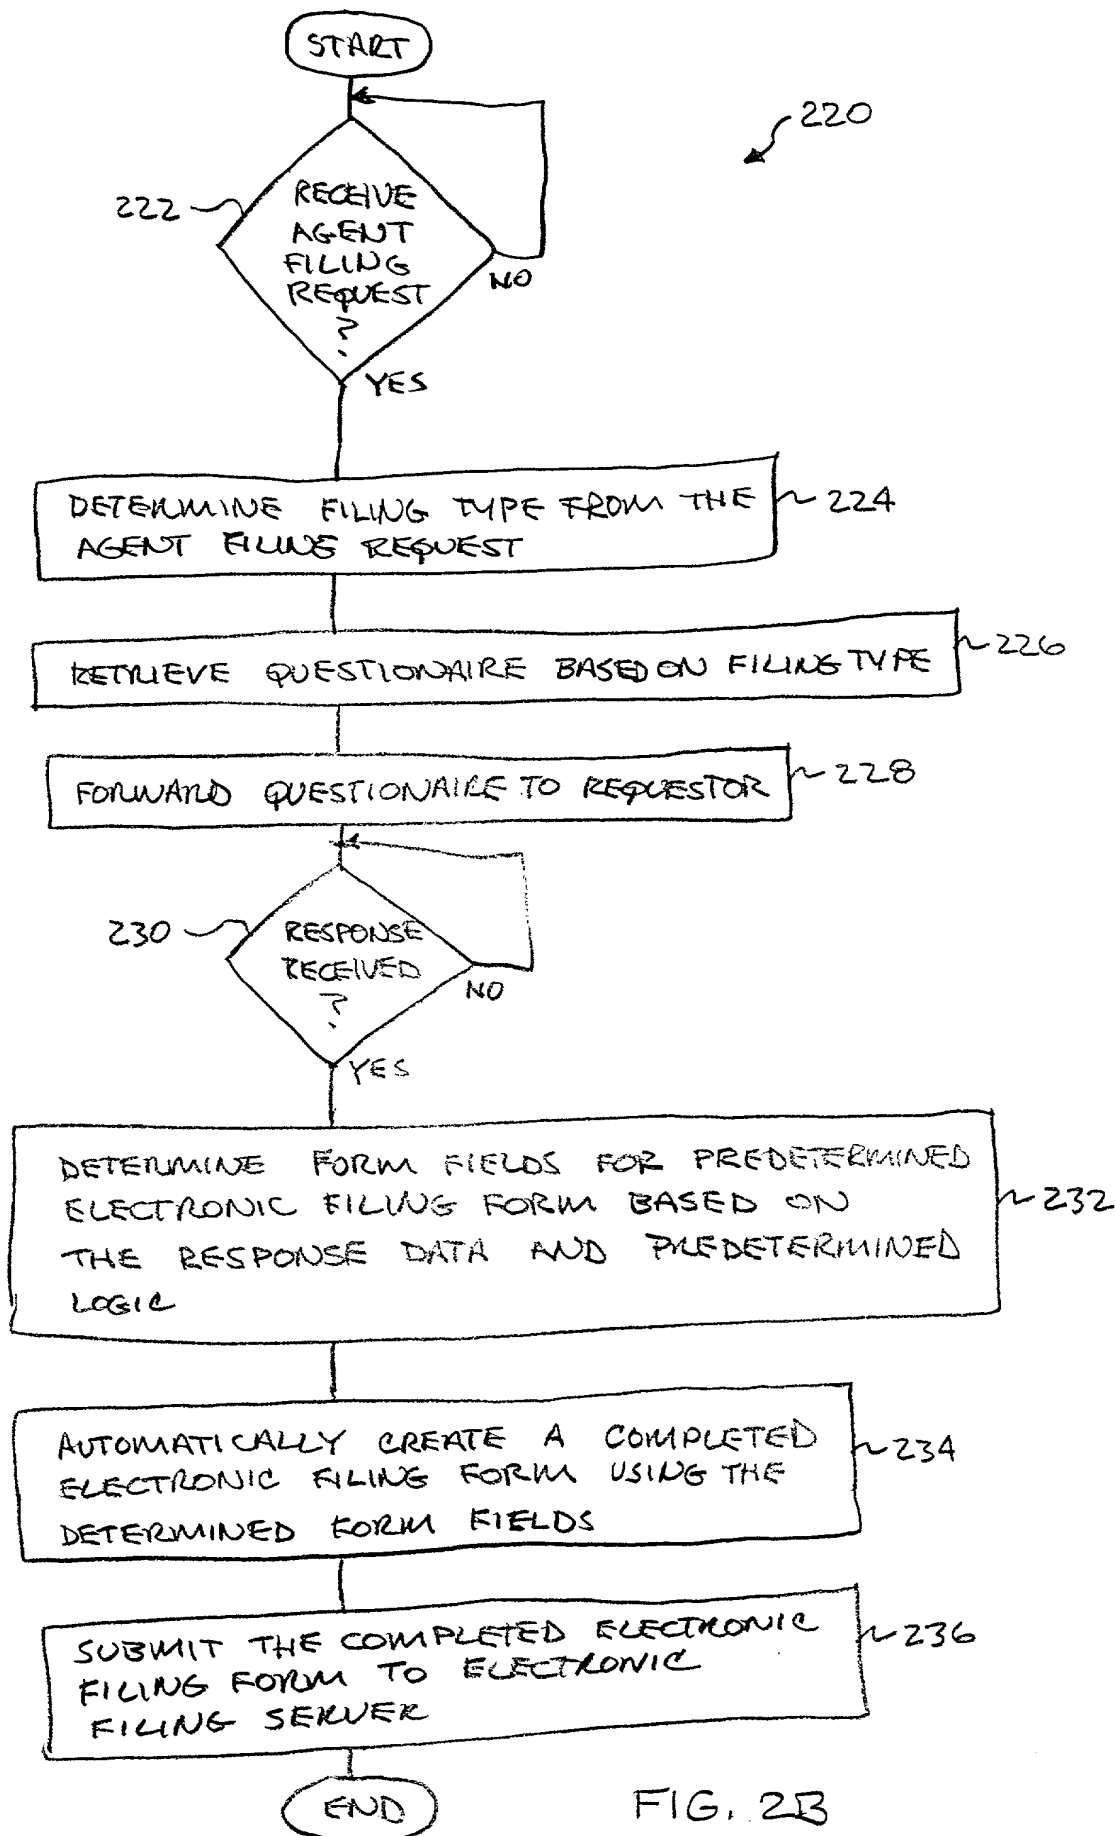 START
220
222
RECEIVE
AGENT
FILING
REQUEST
?
NO
YES
DETERMINE FILING TYPE FROM THE
AGENT FILING REQUEST
224
RETRIEVE QUESTIONAIRE BASED ON FILING TYPE
226
FORWARD QUESTIONAIRE TO REQUESTOR
228
230
RESPONSE
RECEIVED
?
NO
YES
DETERMINE FORM FIELDS FOR PREDETERMINED
ELECTRONIC FILING FORM BASED ON
THE RESPONSE DATA AND PREDETERMINED
LOGIC
232
AUTOMATICALLY CREATE A COMPLETED
ELECTRONIC FILING FORM USING THE
DETERMINED FORM FIELDS
234
SUBMIT THE COMPLETED ELECTRONIC
FILING FORM TO ELECTRONIC
FILING SERVER
236
END
FIG. 2B